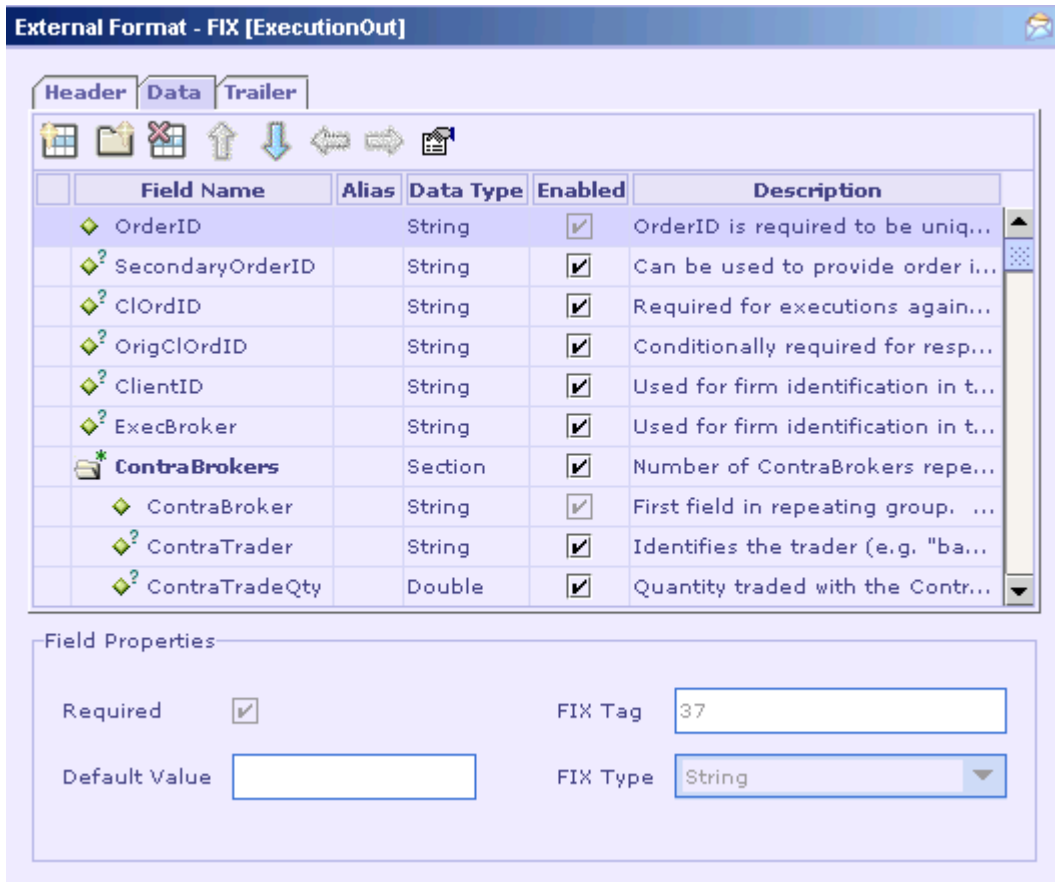 External Format - FIX [ExecutionOut]
Header Data Trailer
Field Name Alias Data Type Enabled Description
OrderID String OrderID is required to be uniq...
? SecondaryOrderID String Can be used to provide order i...
? ClOrdID String Required for executions again...
? OrigClOrdID String Conditionally required for resp...
? ClientID String Used for firm identification in t...
? ExecBroker String Used for firm identification in t...
* ContraBrokers Section Number of ContraBrokers repe...
ContraBroker String First field in repeating group. ...
? ContraTrader String Identifies the trader (e.g. "ba...
? ContraTradeQty Double Quantity traded with the Contr...
Field Properties
Required FIX Tag 37
Default Value FIX Type String